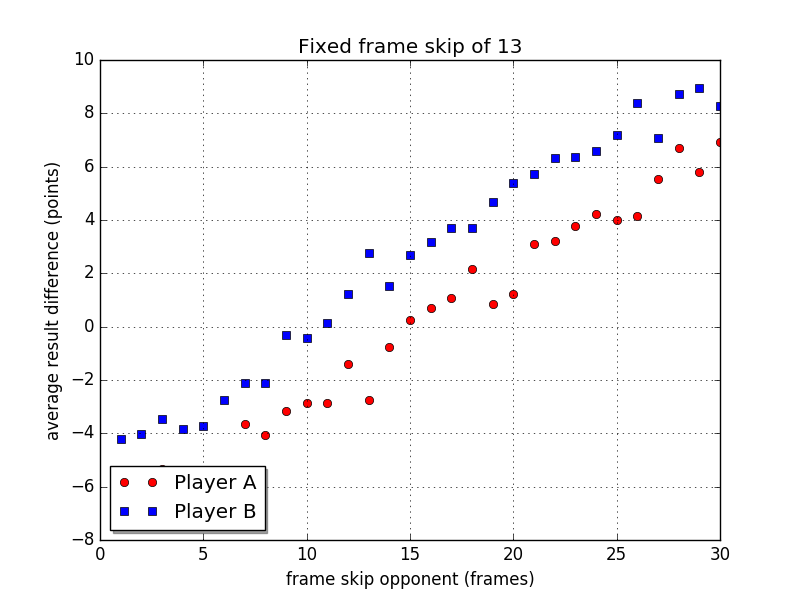 Fixed frame skip of 13
average result difference (points)
10
8
6
4
2
0
−2
−4
−6
−8
Player A
Player B
0 5 10 15 20 25 30
frame skip opponent (frames)